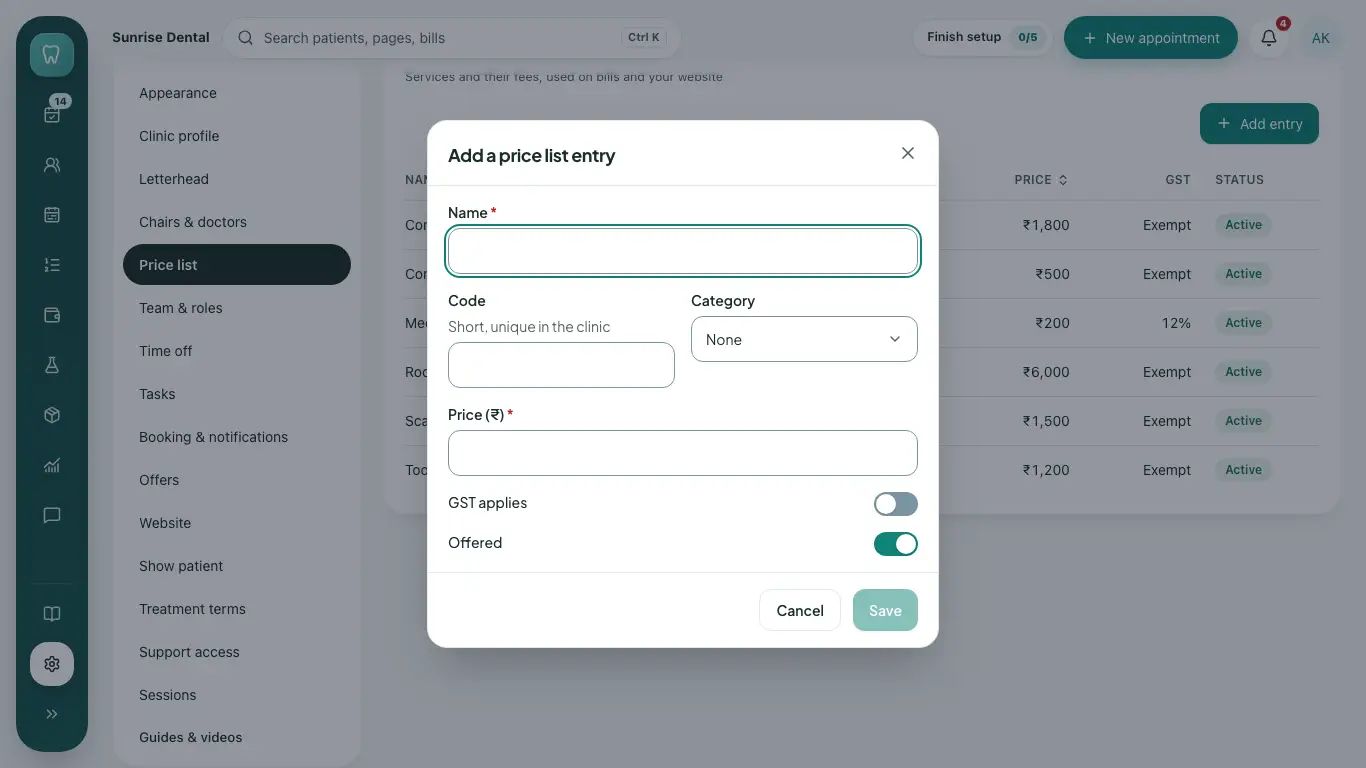 Sunrise Dental
Search patients, pages, bills
Ctrl K
Finish setup 0/5
+ New appointment
4
AK
14
Appearance
Clinic profile
Letterhead
Chairs & doctors
Price list
Team & roles
Time off
Tasks
Booking & notifications
Offers
Website
Show patient
Treatment terms
Support access
Sessions
Guides & videos
Services and their fees, used on bills and your website
+ Add entry
PRICE GST STATUS
₹1,800 Exempt Active
₹500 Exempt Active
₹200 12% Active
₹6,000 Exempt Active
₹1,500 Exempt Active
₹1,200 Exempt Active
Add a price list entry
Name *
Code
Short, unique in the clinic
Category
None
Price (₹) *
GST applies
Offered
Cancel
Save